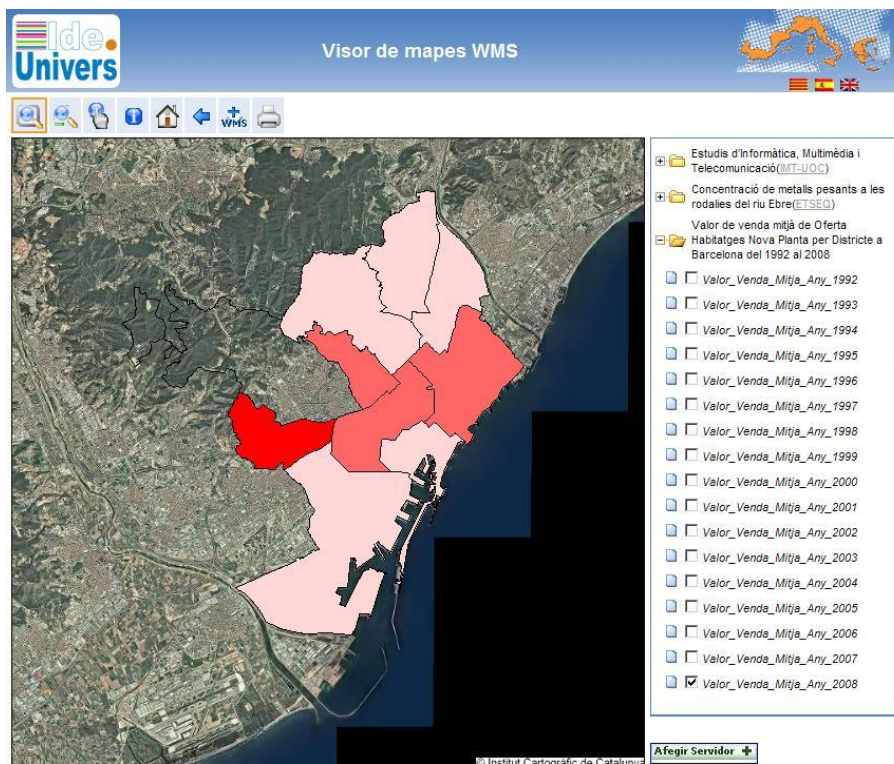 Ide.
Univers
Visor de mapes WMS
WMS
Estudis d'Informàtica, Multimèdia i
Telecomunicació(IMT-UOC)
Concentració de metalls pesants a les
rodalies del riu Ebre(ETSEQ)
Valor de venda mitjà de Oferta
Habitatges Nova Planta per Districte a
Barcelona del 1992 al 2008
Valor_Venda_Mitja_Any_1992
Valor_Venda_Mitja_Any_1993
Valor_Venda_Mitja_Any_1994
Valor_Venda_Mitja_Any_1995
Valor_Venda_Mitja_Any_1996
Valor_Venda_Mitja_Any_1997
Valor_Venda_Mitja_Any_1998
Valor_Venda_Mitja_Any_1999
Valor_Venda_Mitja_Any_2000
Valor_Venda_Mitja_Any_2001
Valor_Venda_Mitja_Any_2002
Valor_Venda_Mitja_Any_2003
Valor_Venda_Mitja_Any_2004
Valor_Venda_Mitja_Any_2005
Valor_Venda_Mitja_Any_2006
Valor_Venda_Mitja_Any_2007
Valor_Venda_Mitja_Any_2008
Afegir Servidor
© Institut Cartogràfic de Catalunya